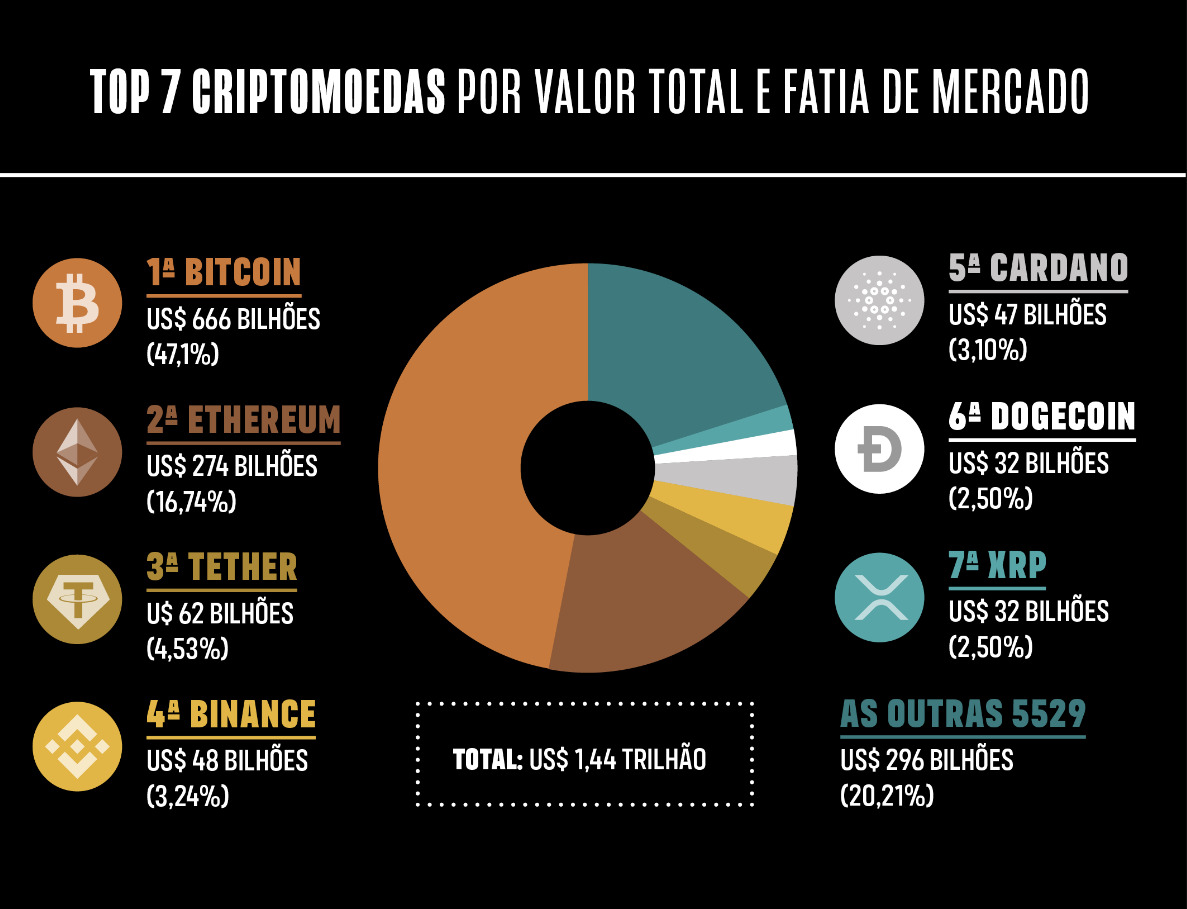 TOP 7 CRIPTOMOEDAS POR VALOR TOTAL E FATIA DE MERCADO
1ª BITCOIN
US$ 666 BILHÕES
(47,1%)
2ª ETHEREUM
US$ 274 BILHÕES
(16,74%)
3ª TETHER
U$ 62 BILHÕES
(4,53%)
4ª BINANCE
US$ 48 BILHÕES
(3,24%)
5ª CARDANO
US$ 47 BILHÕES
(3,10%)
6ª DOGECOIN
US$ 32 BILHÕES
(2,50%)
7ª XRP
US$ 32 BILHÕES
(2,50%)
AS OUTRAS 5529
US$ 296 BILHÕES
(20,21%)
TOTAL: US$ 1,44 TRILHÃO